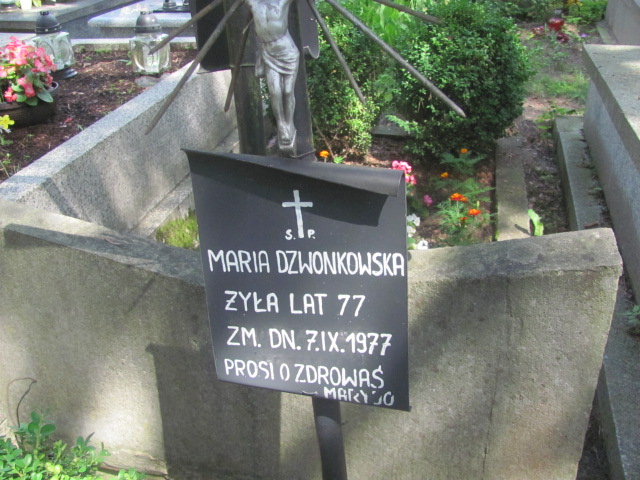 Ś. P.
MARIA DZWONKOWSKA
ŻYŁA LAT 77
ZM. DN. 7.IX.1977
PROSI O ZDROWAŚ
MARYJO